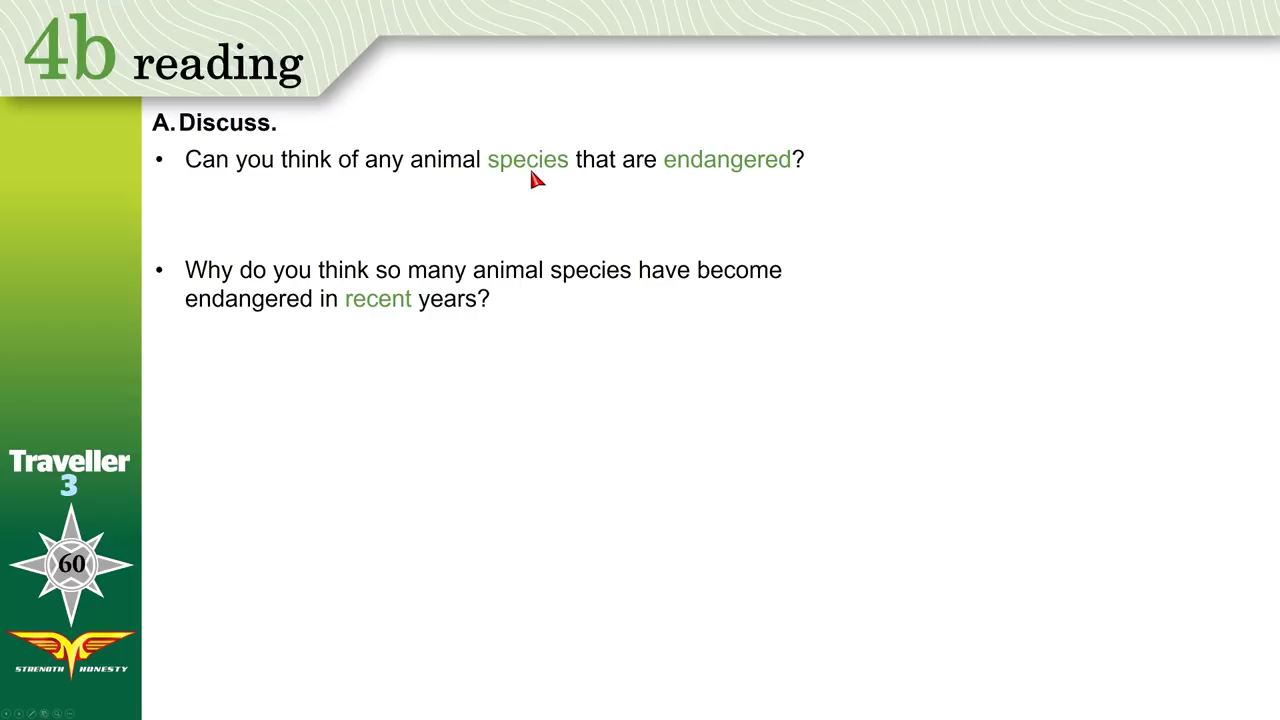 4b reading
A. Discuss.
• Can you think of any animal species that are endangered?
• Why do you think so many animal species have become
endangered in recent years?
Traveller
3
60
STRENGTH HONESTY